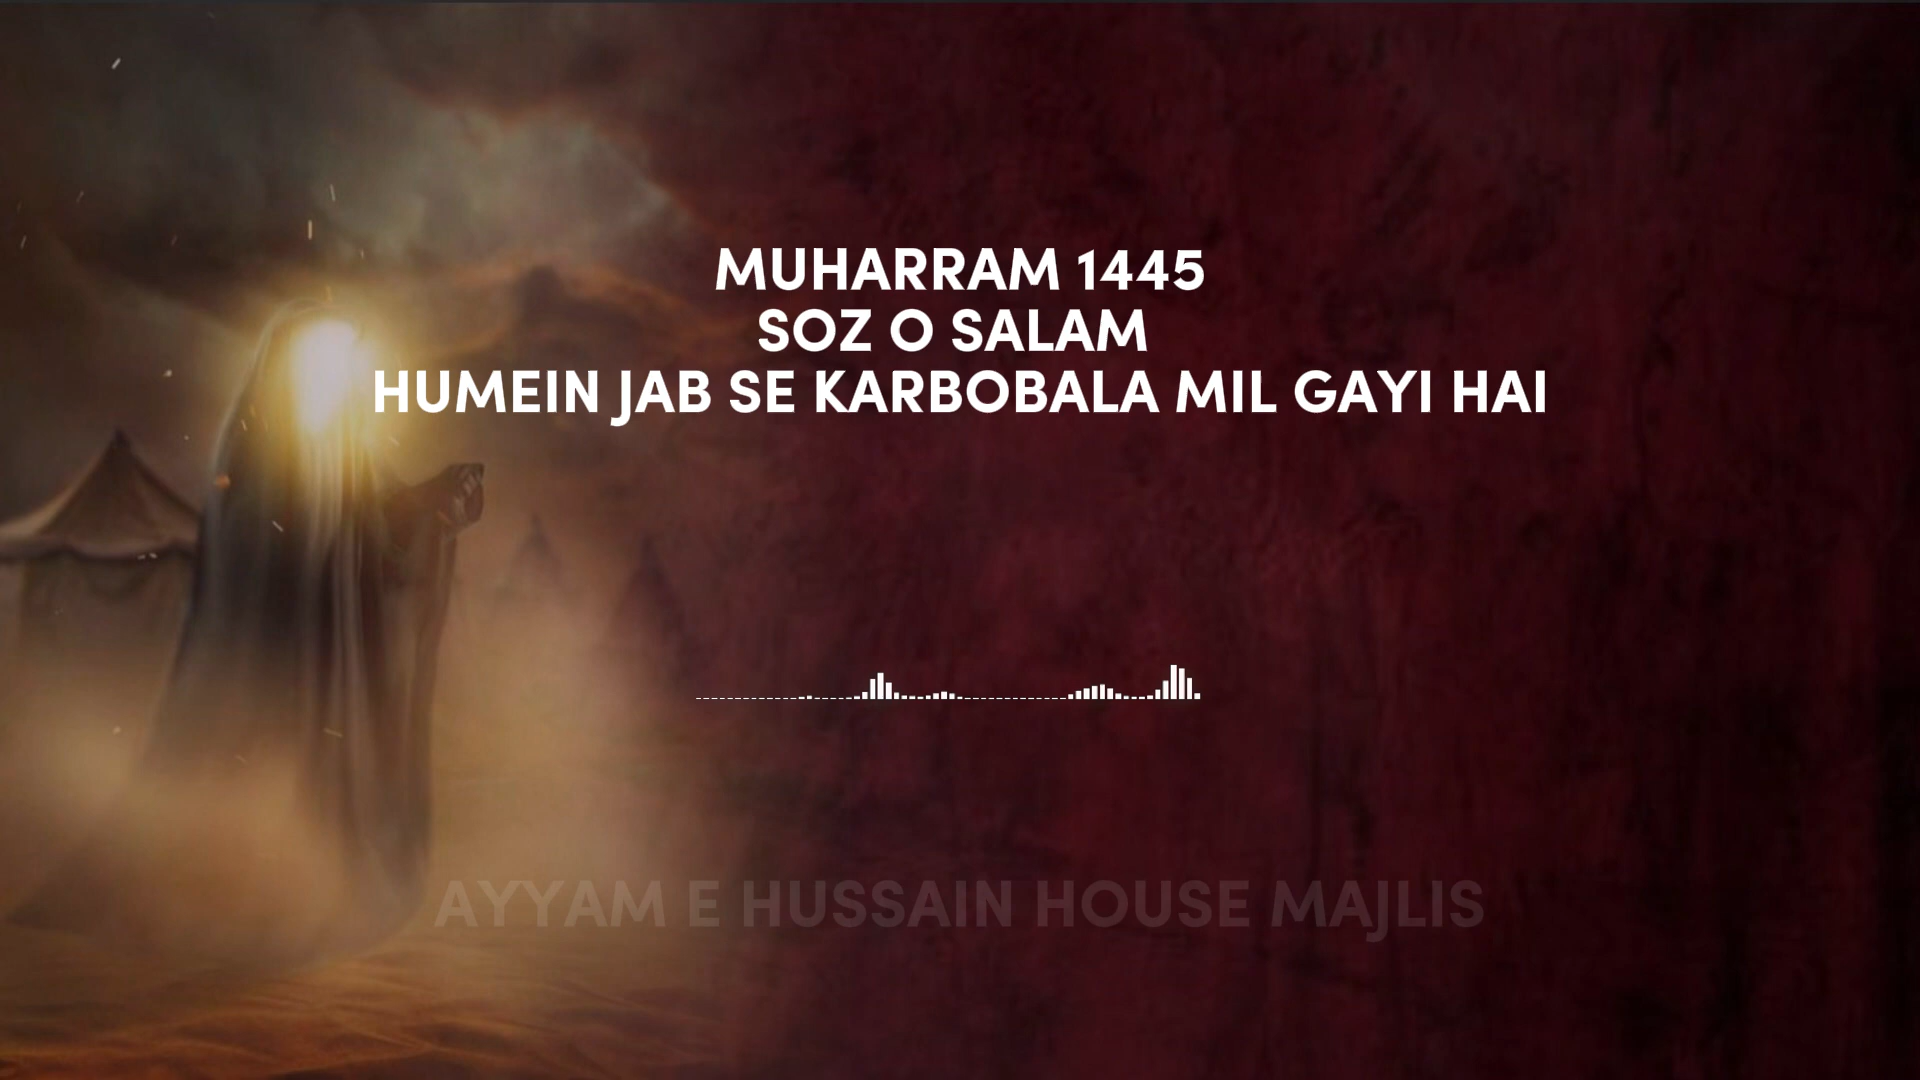 MUHARRAM 1445
SOZ O SALAM
HUMEIN JAB SE KARBOBALA MIL GAYI HAI
AYYAM E HUSSAIN HOUSE MAJLIS